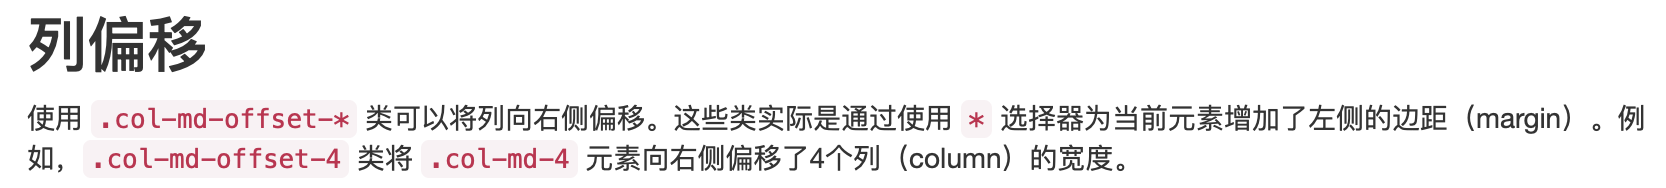 列偏移
使用 .col-md-offset-* 类可以将列向右侧偏移。这些类实际是通过使用 * 选择器为当前元素增加了左侧的边距（margin）。例
如，.col-md-offset-4 类将 .col-md-4 元素向右侧偏移了4个列（column）的宽度。